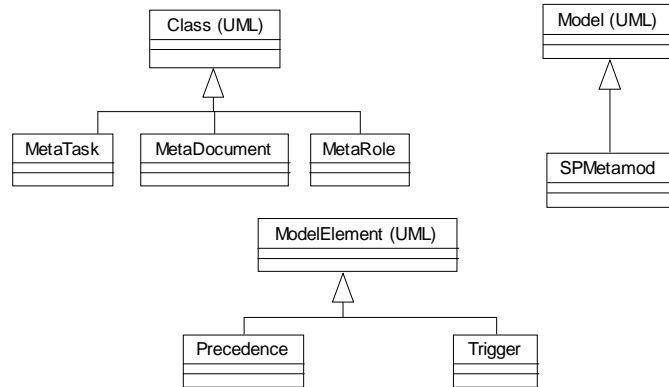 Class (UML)
Model (UML)
MetaTask
MetaDocument
MetaRole
SPMetamod
ModelElement (UML)
Precedence
Trigger